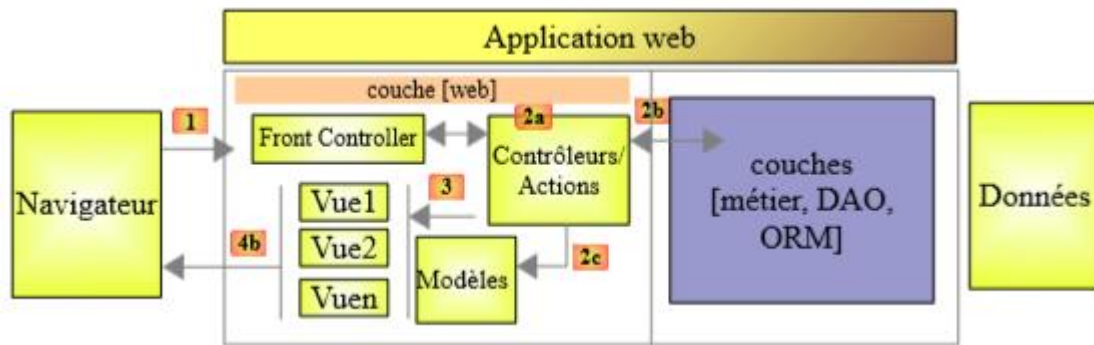 Application web
couche [web]
1
Front Controller
2a
2b
Contrôleurs/
Actions
couches
[métier, DAO,
ORM]
Navigateur
Données
Vue1
3
Vue2
4b
2c
Modèles
Vuen